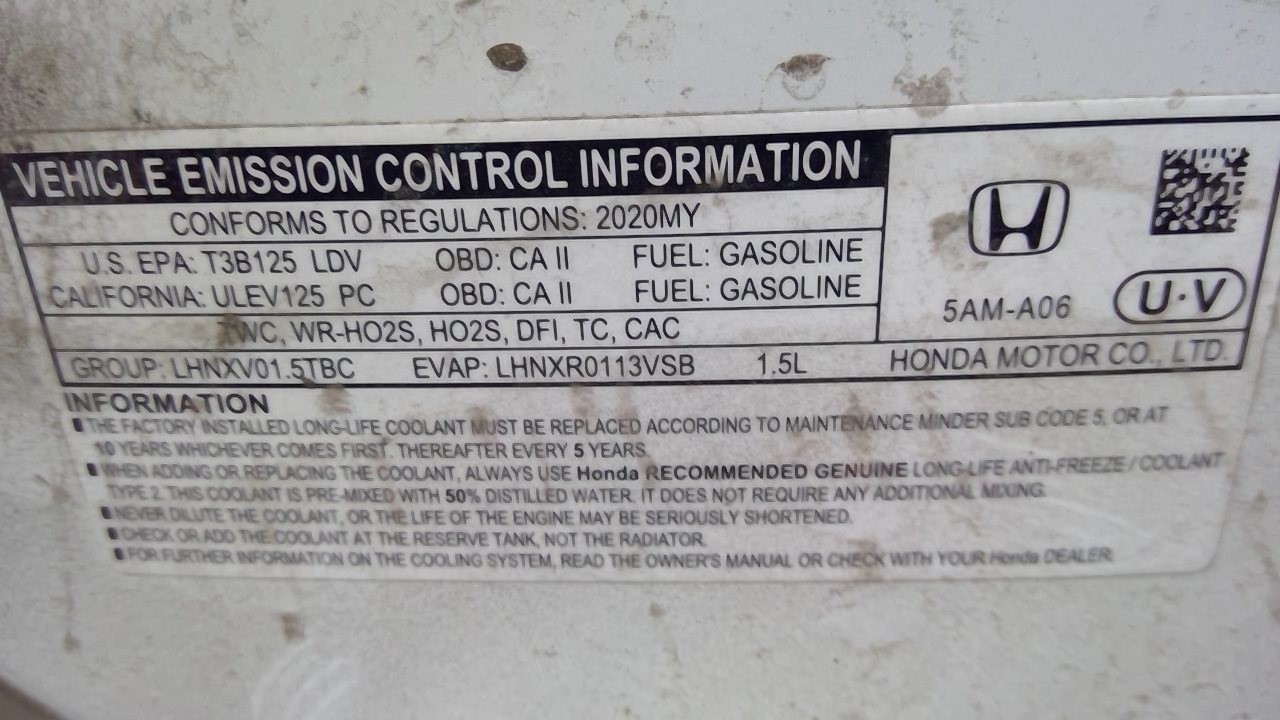 VEHICLE EMISSION CONTROL INFORMATION
CONFORMS TO REGULATIONS: 2020MY
U.S. EPA: T3B125 LDV OBD: CA II FUEL: GASOLINE
CALIFORNIA: ULEV125 PC OBD: CA II FUEL: GASOLINE
TWC, WR-HO2S, HO2S, DFI, TC, CAC
5AM-A06 U·V
GROUP: LHNXV01.5TBC EVAP: LHNXR0113VSB 1.5L HONDA MOTOR CO., LTD.
INFORMATION
THE FACTORY INSTALLED LONG-LIFE COOLANT MUST BE REPLACED ACCORDING TO MAINTENANCE MINDER SUB CODE 5, OR AT
10 YEARS WHICHEVER COMES FIRST. THEREAFTER EVERY 5 YEARS.
WHEN ADDING OR REPLACING THE COOLANT, ALWAYS USE Honda RECOMMENDED GENUINE LONG-LIFE ANTI-FREEZE / COOLANT
TYPE 2. THIS COOLANT IS PRE-MIXED WITH 50% DISTILLED WATER. IT DOES NOT REQUIRE ANY ADDITIONAL MIXING.
NEVER DILUTE THE COOLANT, OR THE LIFE OF THE ENGINE MAY BE SERIOUSLY SHORTENED.
CHECK OR ADD THE COOLANT AT THE RESERVE TANK, NOT THE RADIATOR.
FOR FURTHER INFORMATION ON THE COOLING SYSTEM, READ THE OWNER'S MANUAL OR CHECK WITH YOUR Honda DEALER.